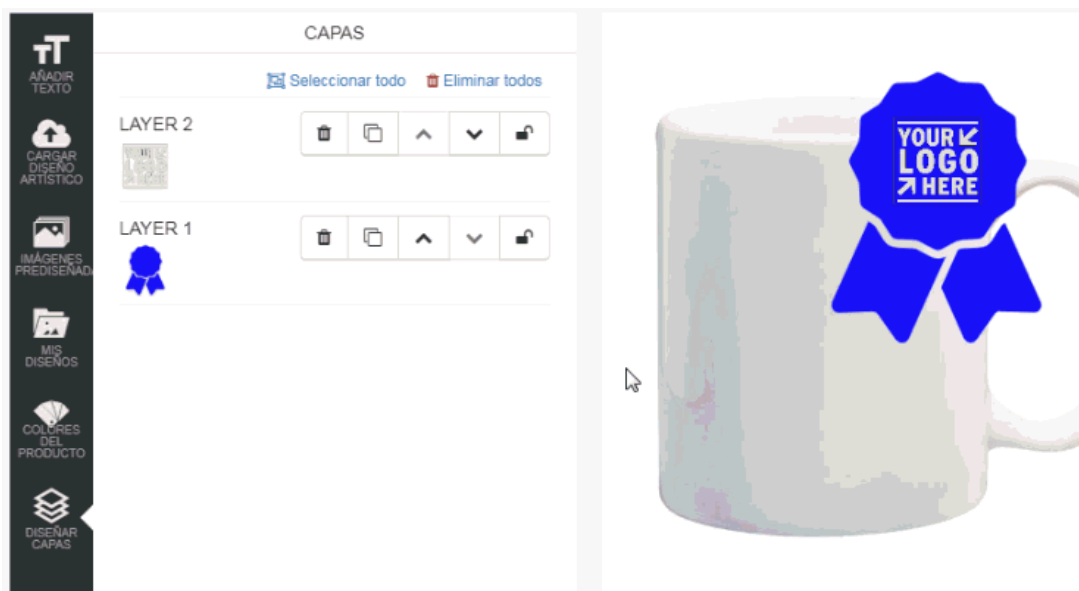 AÑADIR
TEXTO
CARGAR
DISEÑO
ARTÍSTICO
IMÁGENES
PREDISEÑAD
MIS
DISEÑOS
COLORES
DEL
PRODUCTO
DISEÑAR
CAPAS
CAPAS
Seleccionar todo Eliminar todos
LAYER 2
LAYER 1
YOUR
LOGO
HERE